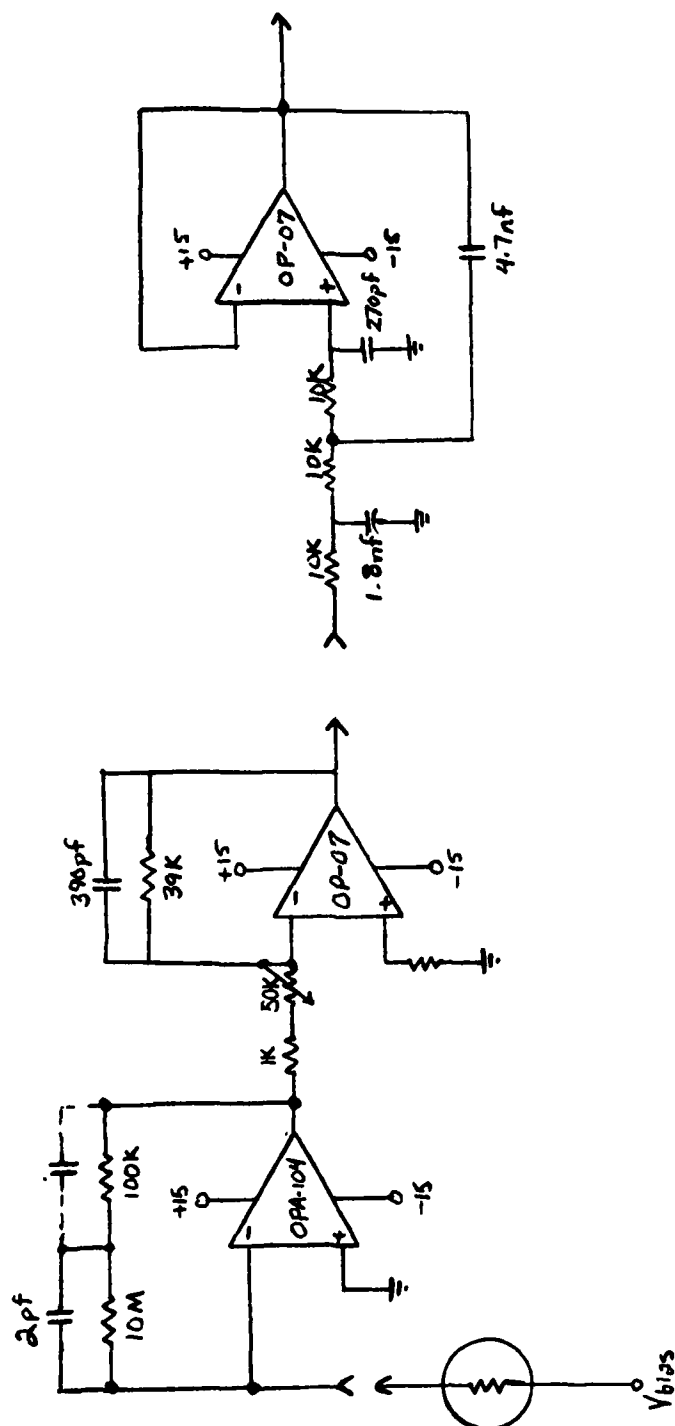 2pf
10M
100K
+15
-
OPA-104
+
-15
Vbias
1K
50K
390pf
39K
+15
-
OP-07
+
-15
10K
1.8nf
10K
10K
270pf
+15
-
OP-07
+
-15
4.7nf